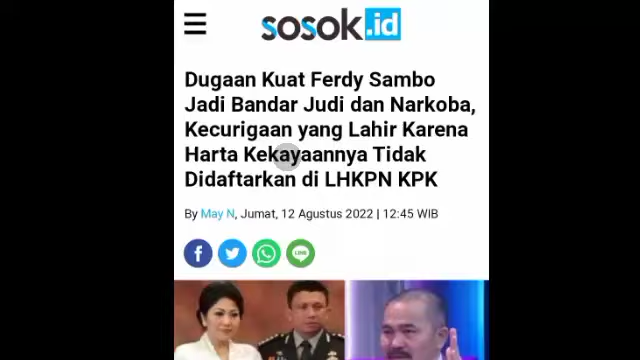 sosok.id
Dugaan Kuat Ferdy Sambo
Jadi Bandar Judi dan Narkoba,
Kecurigaan yang Lahir Karena
Harta Kekayaannya Tidak
Didaftarkan di LHKPN KPK
By May N, Jumat, 12 Agustus 2022 | 12:45 WIB
LINE